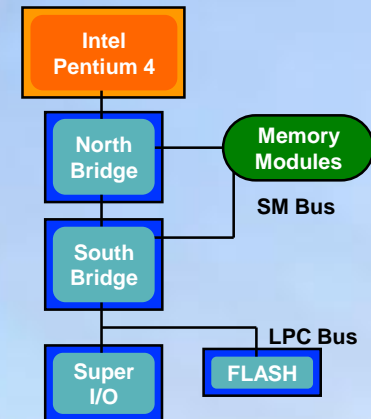 Intel
Pentium 4
North
Bridge
Memory
Modules
SM Bus
South
Bridge
LPC Bus
Super
I/O
FLASH